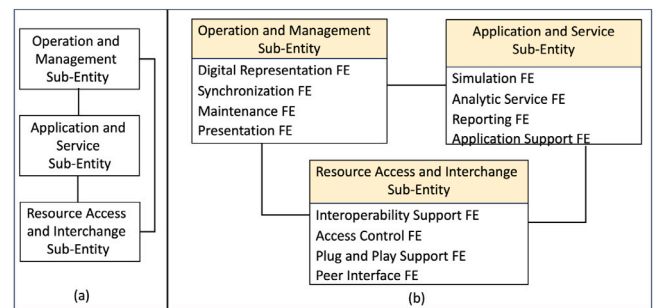 Operation and
Management
Sub-Entity
Application and
Service
Sub-Entity
Resource Access
and Interchange
Sub-Entity
(a)
Operation and Management
Sub-Entity
Digital Representation FE
Synchronization FE
Maintenance FE
Presentation FE
Application and Service
Sub-Entity
Simulation FE
Analytic Service FE
Reporting FE
Application Support FE
Resource Access and Interchange
Sub-Entity
Interoperability Support FE
Access Control FE
Plug and Play Support FE
Peer Interface FE
(b)